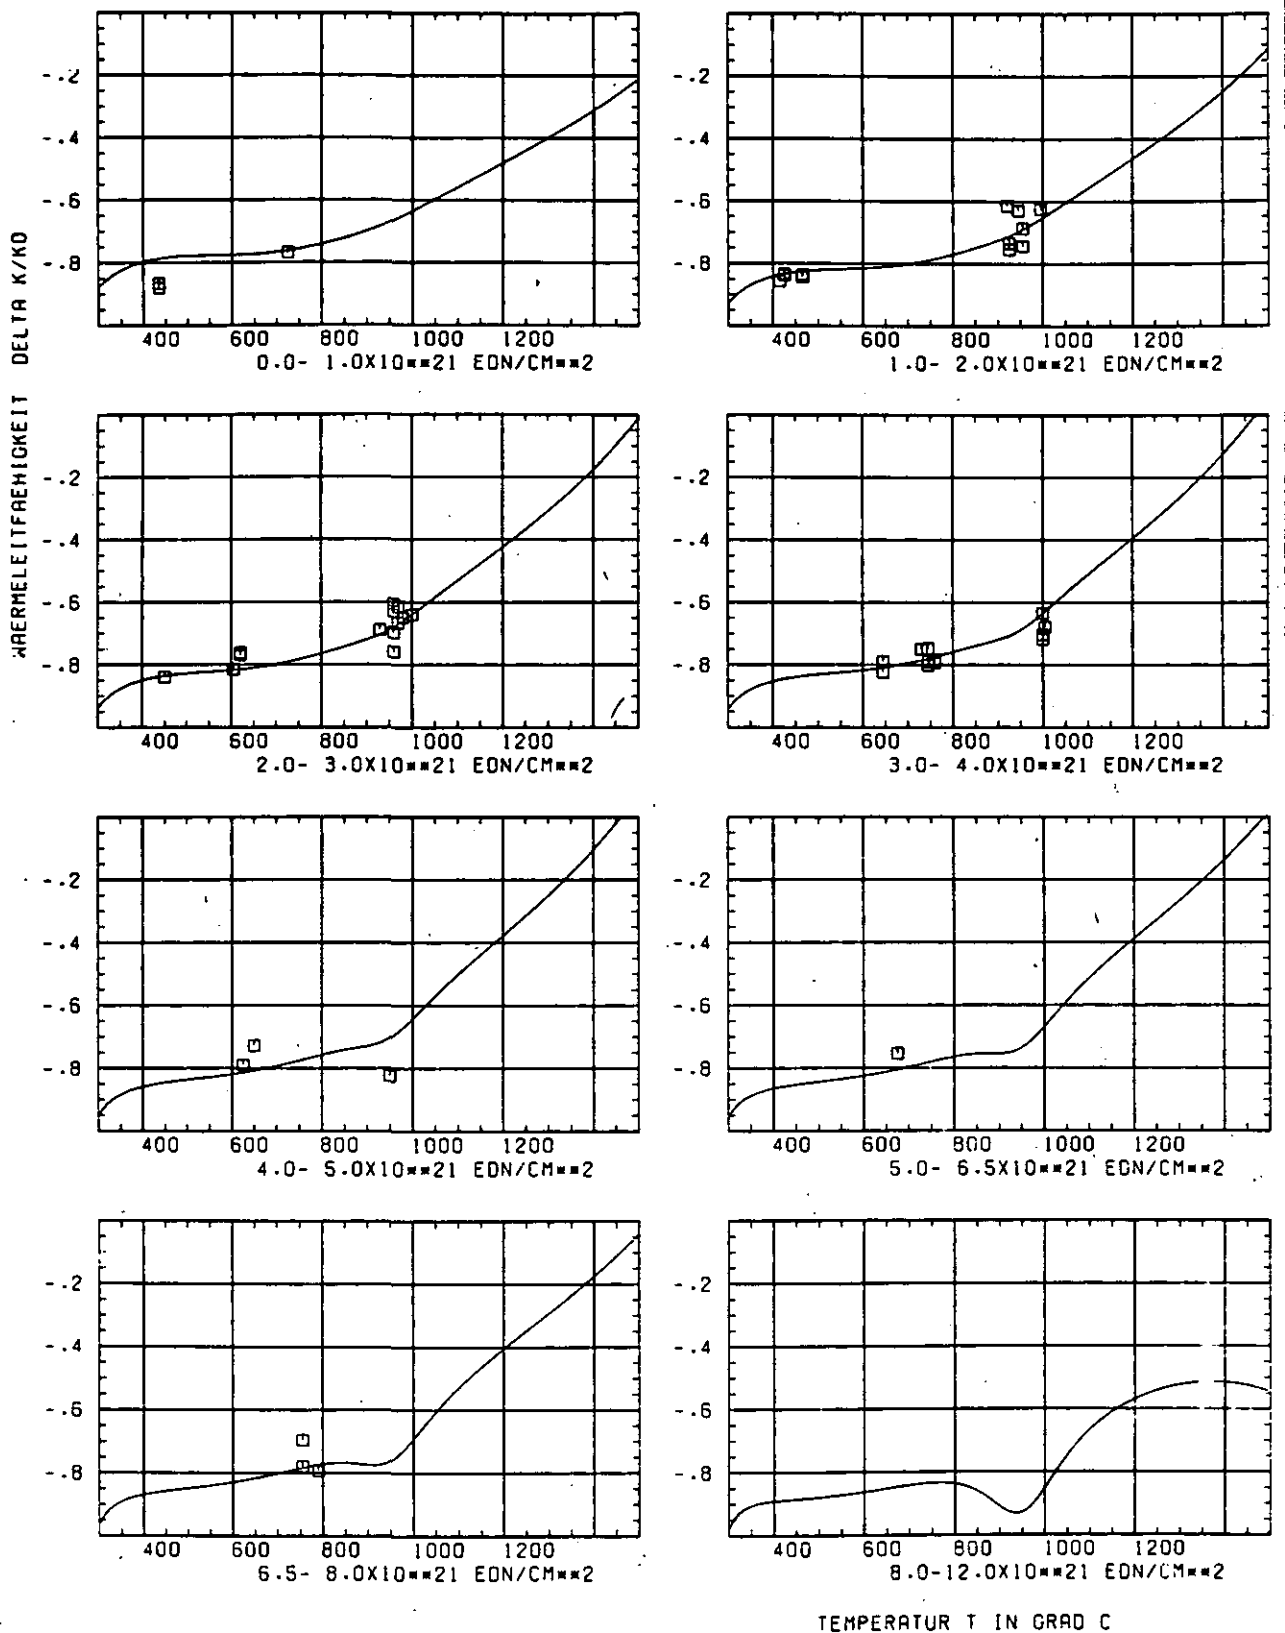 WAERMELEITFAEHIGKEIT DELTA K/KO
-.2
-.4
-.6
-.8
400 600 800 1000 1200
0.0- 1.0X10**21 EDN/CM**2
-.2
-.4
-.6
-.8
400 600 800 1000 1200
1.0- 2.0X10**21 EDN/CM**2
-.2
-.4
-.6
-.8
400 600 800 1000 1200
2.0- 3.0X10**21 EDN/CM**2
-.2
-.4
-.6
-.8
400 600 800 1000 1200
3.0- 4.0X10**21 EDN/CM**2
-.2
-.4
-.6
-.8
400 600 800 1000 1200
4.0- 5.0X10**21 EDN/CM**2
-.2
-.4
-.6
-.8
400 600 800 1000 1200
5.0- 6.5X10**21 EDN/CM**2
-.2
-.4
-.6
-.8
400 600 800 1000 1200
6.5- 8.0X10**21 EDN/CM**2
-.2
-.4
-.6
-.8
400 600 800 1000 1200
8.0-12.0X10**21 EDN/CM**2
TEMPERATUR T IN GRAD C